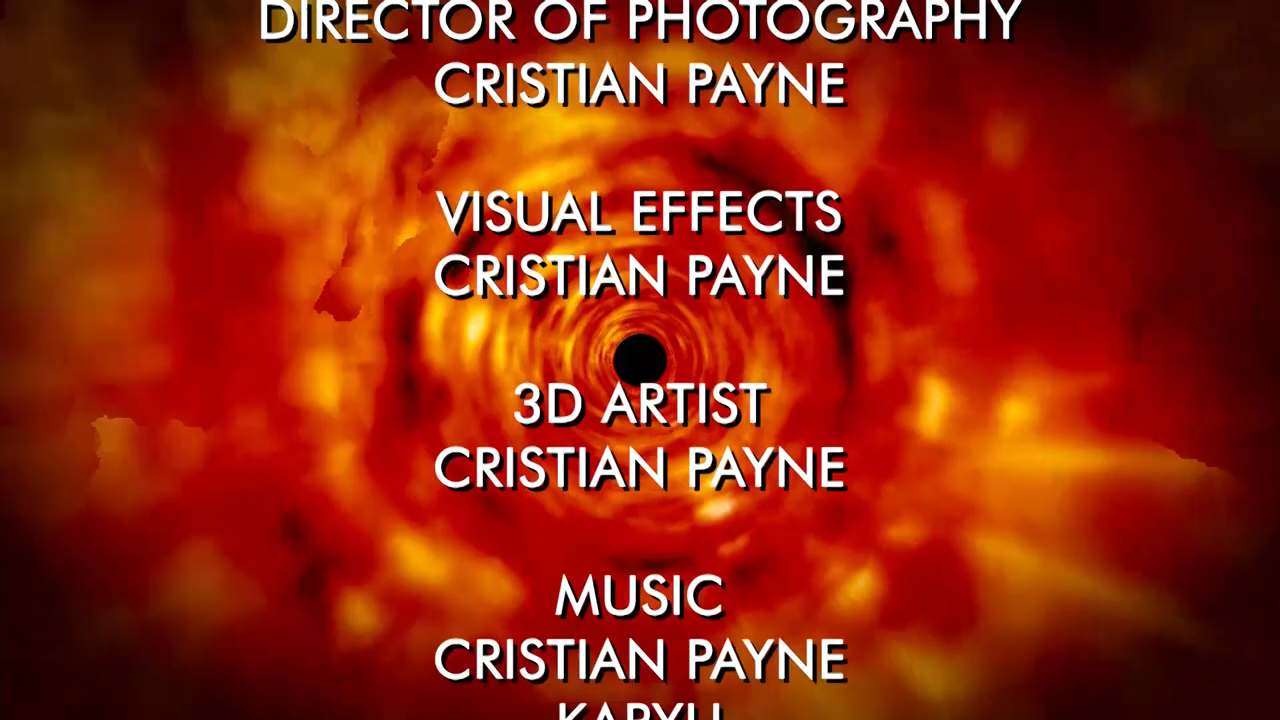 DIRECTOR OF PHOTOGRAPHY
CRISTIAN PAYNE
VISUAL EFFECTS
CRISTIAN PAYNE
3D ARTIST
CRISTIAN PAYNE
MUSIC
CRISTIAN PAYNE